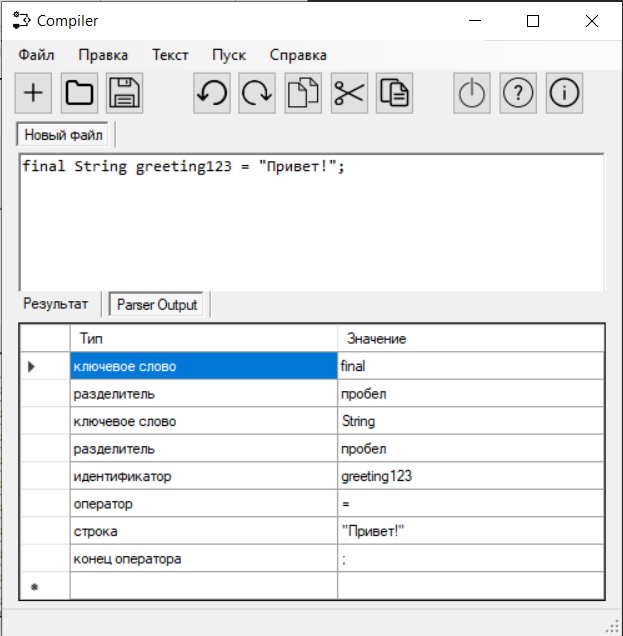 Compiler
Файл Правка Текст Пуск Справка
Новый файл
final String greeting123 = "Привет!";
Результат Parser Output
Тип Значение
ключевое слово final
разделитель пробел
ключевое слово String
разделитель пробел
идентификатор greeting123
оператор =
строка "Привет!"
конец оператора ;